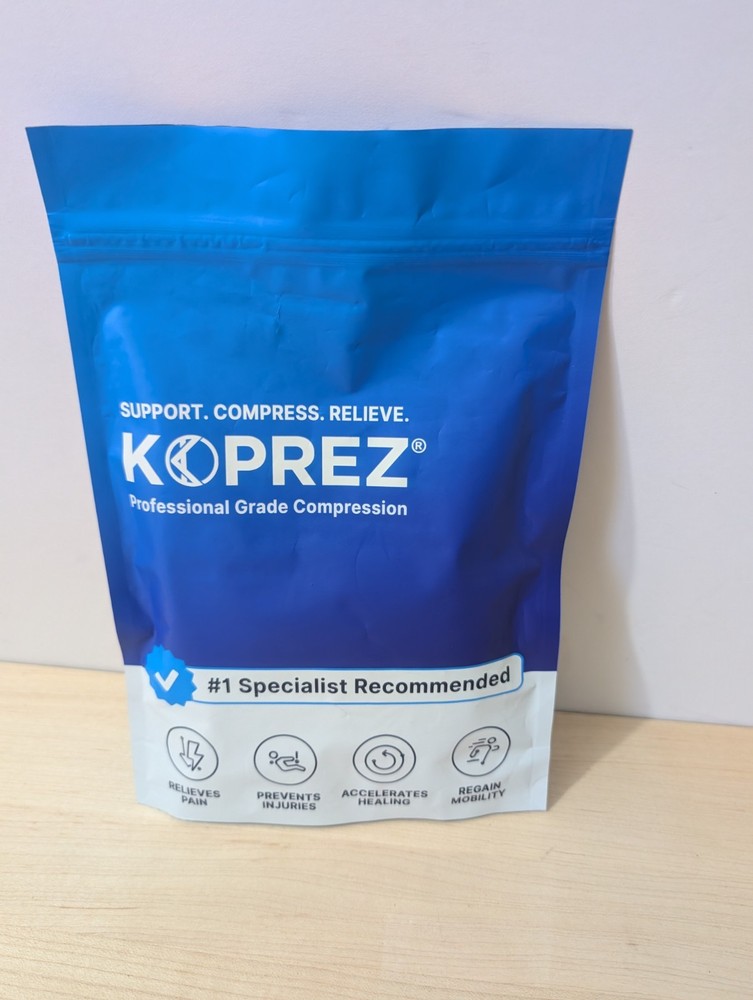 SUPPORT. COMPRESS. RELIEVE.
KOPREZ®
Professional Grade Compression
#1 Specialist Recommended
RELIEVES
PAIN
PREVENTS
INJURIES
ACCELERATES
HEALING
REGAIN
MOBILITY